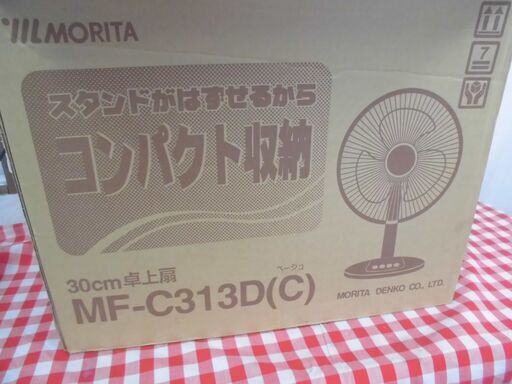 MORITA
7
スタンドがはずせるから
コンパクト収納
30cm卓上扇
ベージュ
MF-C313D(C)
MORITA DENKO CO., LTD.